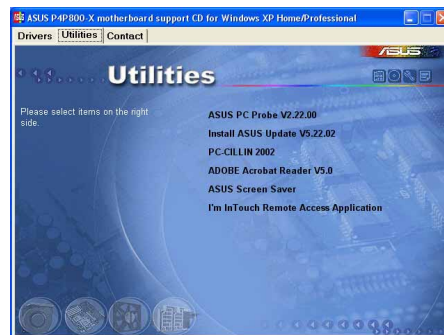 ASUS P4P800-X motherboard support CD for Windows XP Home/Professional
Drivers Utilities Contact
ASUS
Utilities
Please select items on the right
side.
ASUS PC Probe V2.22.00
Install ASUS Update V5.22.02
PC-CILLIN 2002
ADOBE Acrobat Reader V5.0
ASUS Screen Saver
I'm InTouch Remote Access Application